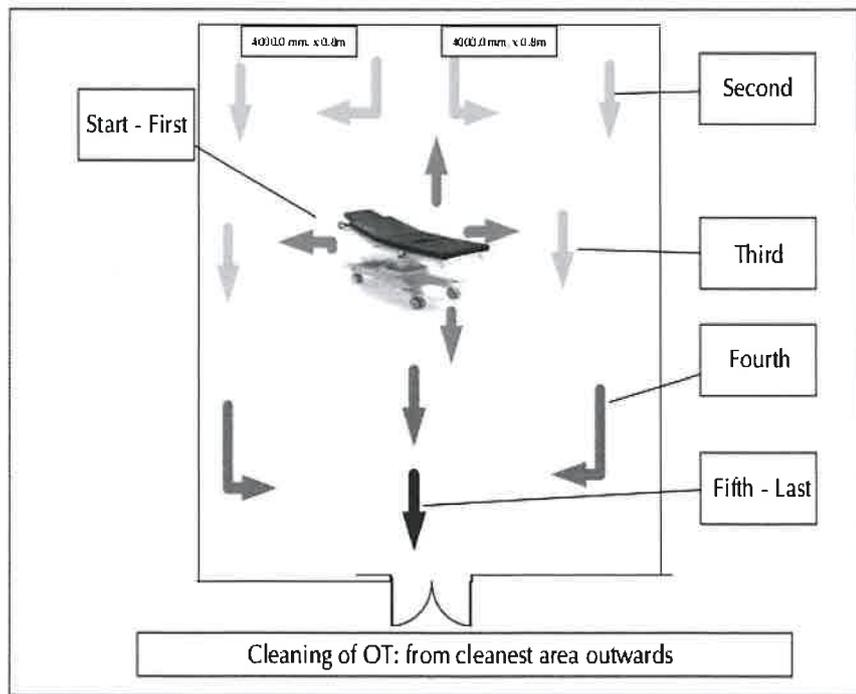 4000.0 mm. x 0.8m
4000.0 mm. x 0.8m
Start - First
Second
Third
Fourth
Fifth - Last
Cleaning of OT: from cleanest area outwards